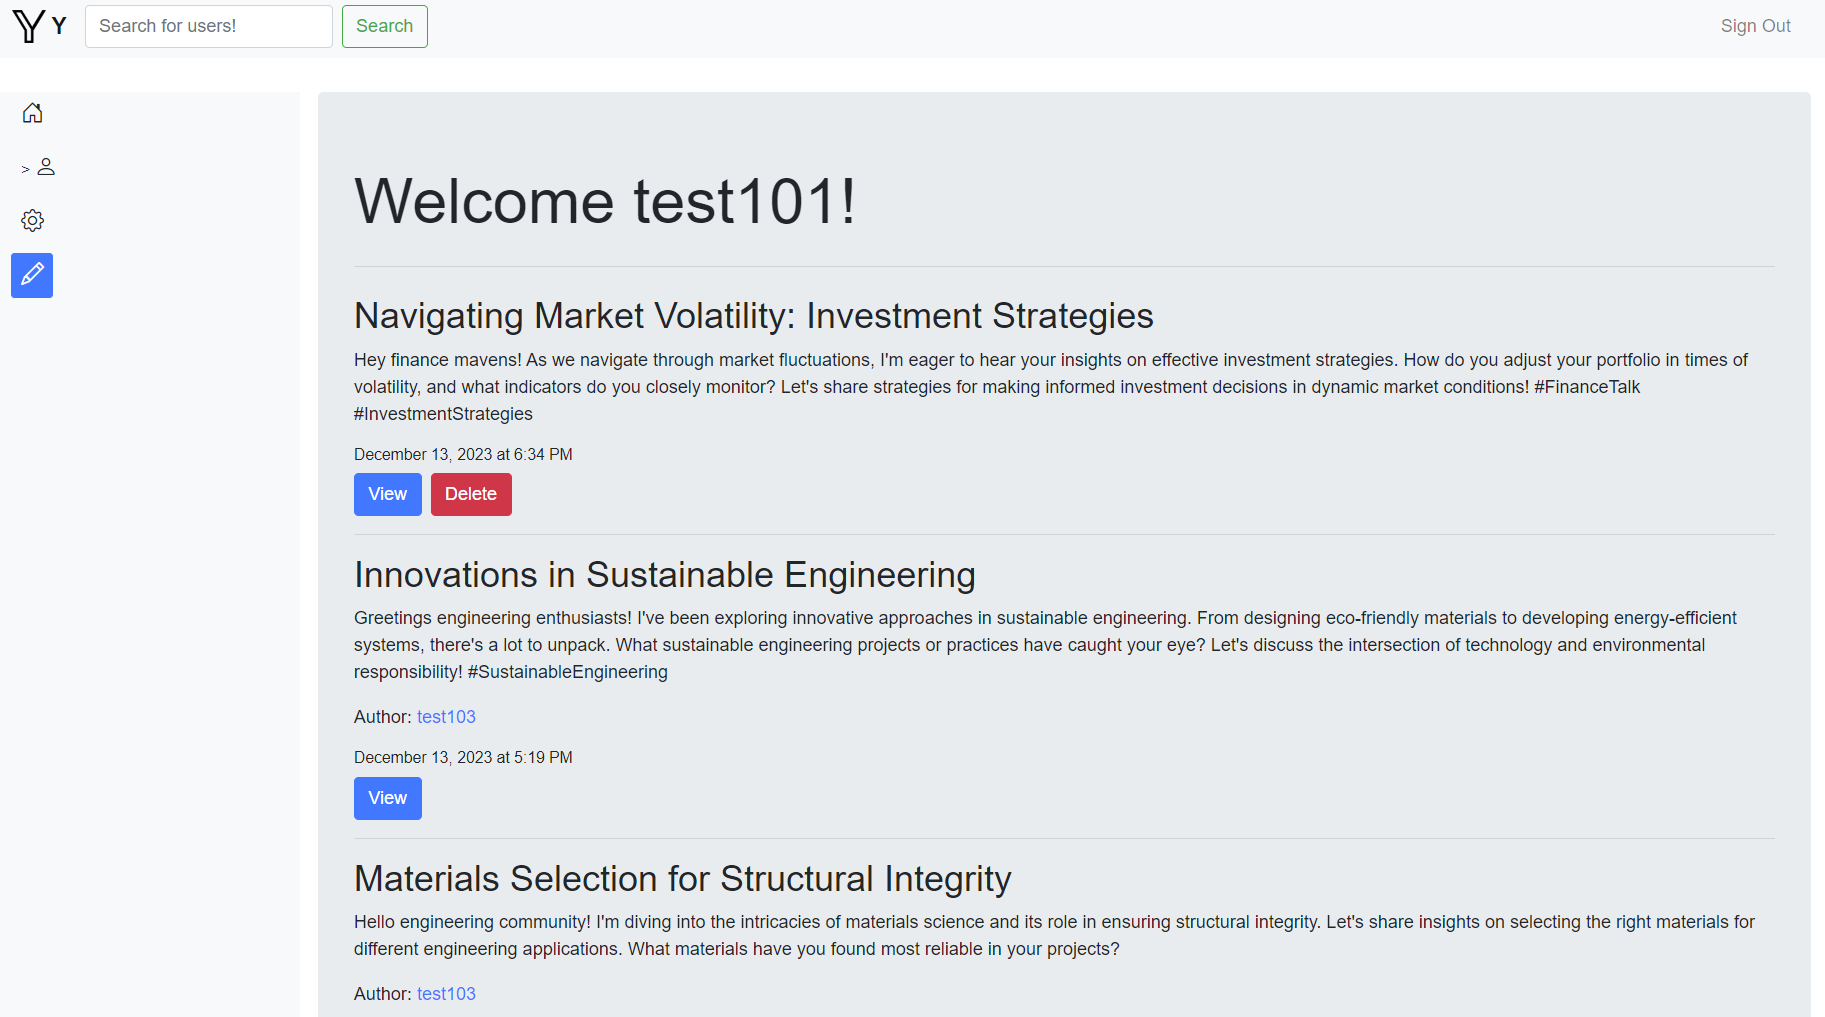 Y Y Search for users! Search Sign Out
>
Welcome test101!
Navigating Market Volatility: Investment Strategies
Hey finance mavens! As we navigate through market fluctuations, I'm eager to hear your insights on effective investment strategies. How do you adjust your portfolio in times of
volatility, and what indicators do you closely monitor? Let's share strategies for making informed investment decisions in dynamic market conditions! #FinanceTalk
#InvestmentStrategies
December 13, 2023 at 6:34 PM
View Delete
Innovations in Sustainable Engineering
Greetings engineering enthusiasts! I've been exploring innovative approaches in sustainable engineering. From designing eco-friendly materials to developing energy-efficient
systems, there's a lot to unpack. What sustainable engineering projects or practices have caught your eye? Let's discuss the intersection of technology and environmental
responsibility! #SustainableEngineering
Author: test103
December 13, 2023 at 5:19 PM
View
Materials Selection for Structural Integrity
Hello engineering community! I'm diving into the intricacies of materials science and its role in ensuring structural integrity. Let's share insights on selecting the right materials for
different engineering applications. What materials have you found most reliable in your projects?
Author: test103